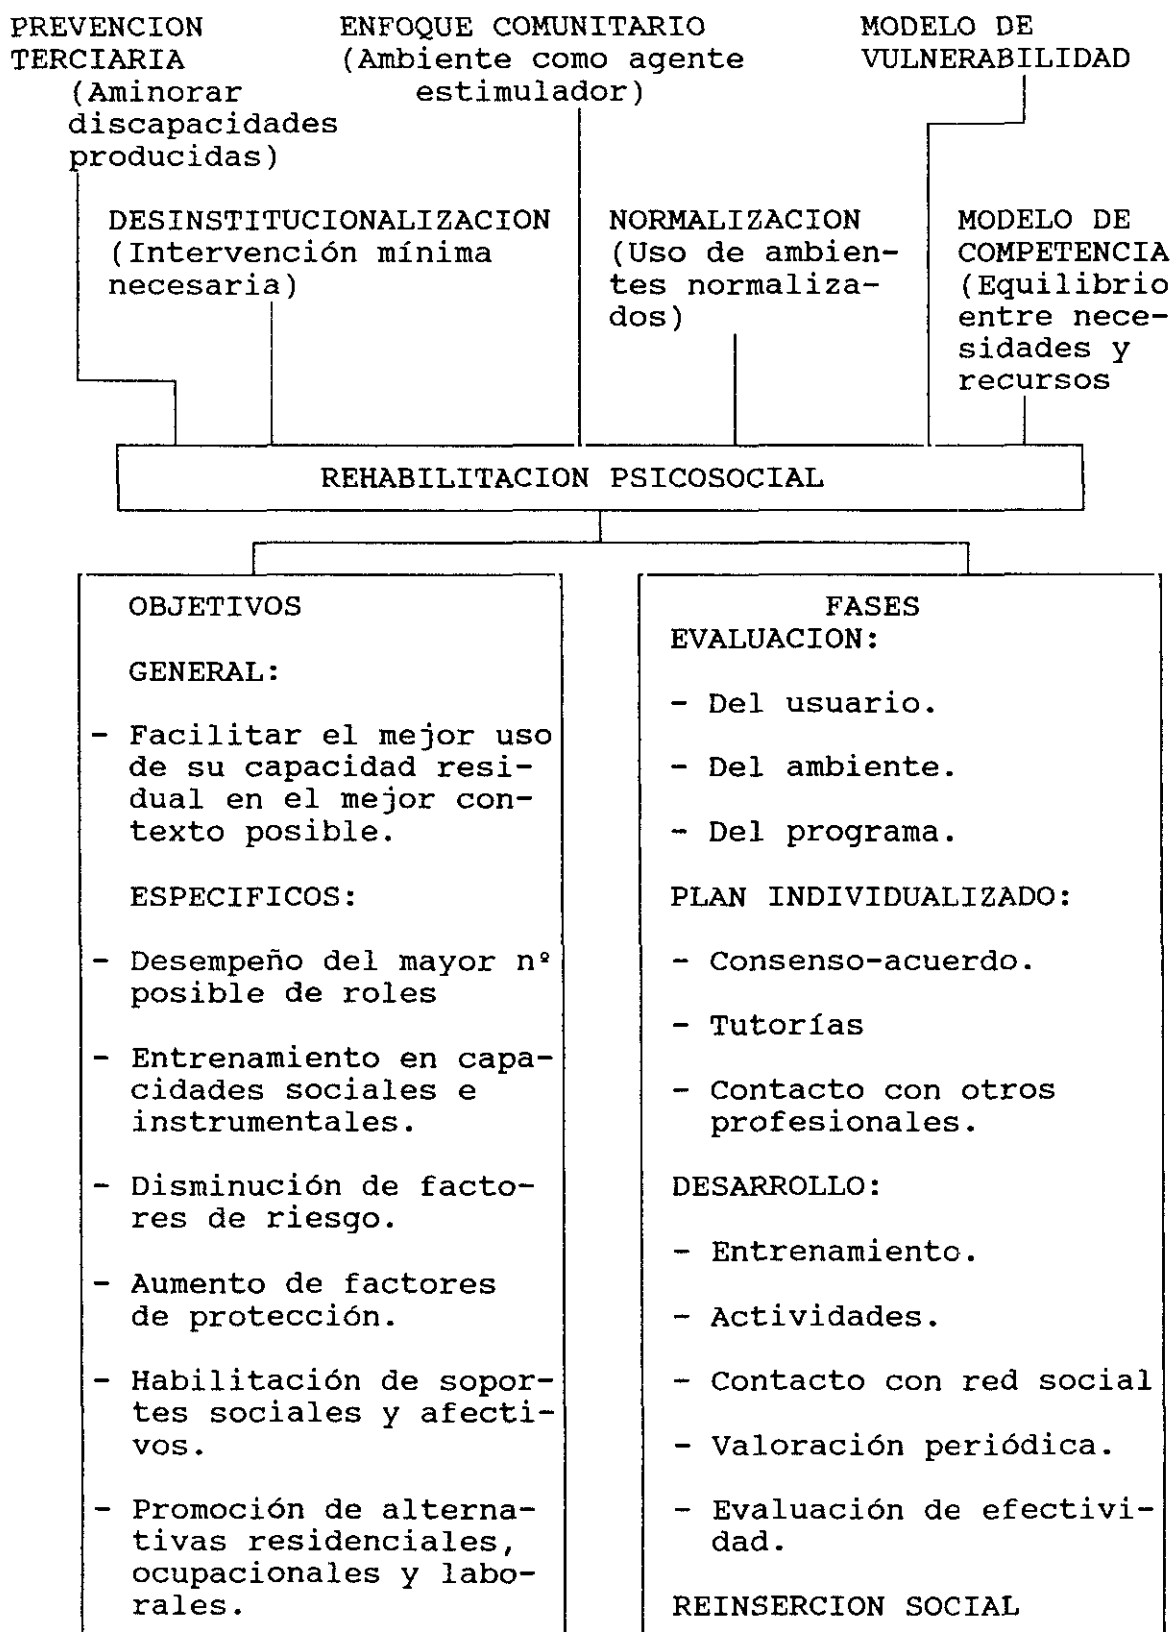 PREVENCION
TERCIARIA
(Aminorar
discapacidades
producidas)
ENFOQUE COMUNITARIO
(Ambiente como agente
estimulador)
MODELO DE
VULNERABILIDAD
DESINSTITUCIONALIZACION
(Intervención mínima
necesaria)
NORMALIZACION
(Uso de ambien-
tes normaliza-
dos)
MODELO DE
COMPETENCIA
(Equilibrio
entre nece-
sidades y
recursos
REHABILITACION PSICOSOCIAL
OBJETIVOS
GENERAL:
- Facilitar el mejor uso
de su capacidad resi-
dual en el mejor con-
texto posible.
ESPECIFICOS:
- Desempeño del mayor nº
posible de roles
- Entrenamiento en capa-
cidades sociales e
instrumentales.
- Disminución de facto-
res de riesgo.
- Aumento de factores
de protección.
- Habilitación de sopor-
tes sociales y afecti-
vos.
- Promoción de alterna-
tivas residenciales,
ocupacionales y labo-
rales.
FASES
EVALUACION:
- Del usuario.
- Del ambiente.
- Del programa.
PLAN INDIVIDUALIZADO:
- Consenso-acuerdo.
- Tutorías
- Contacto con otros
profesionales.
DESARROLLO:
- Entrenamiento.
- Actividades.
- Contacto con red social
- Valoración periódica.
- Evaluación de efectivi-
dad.
REINSERCION SOCIAL